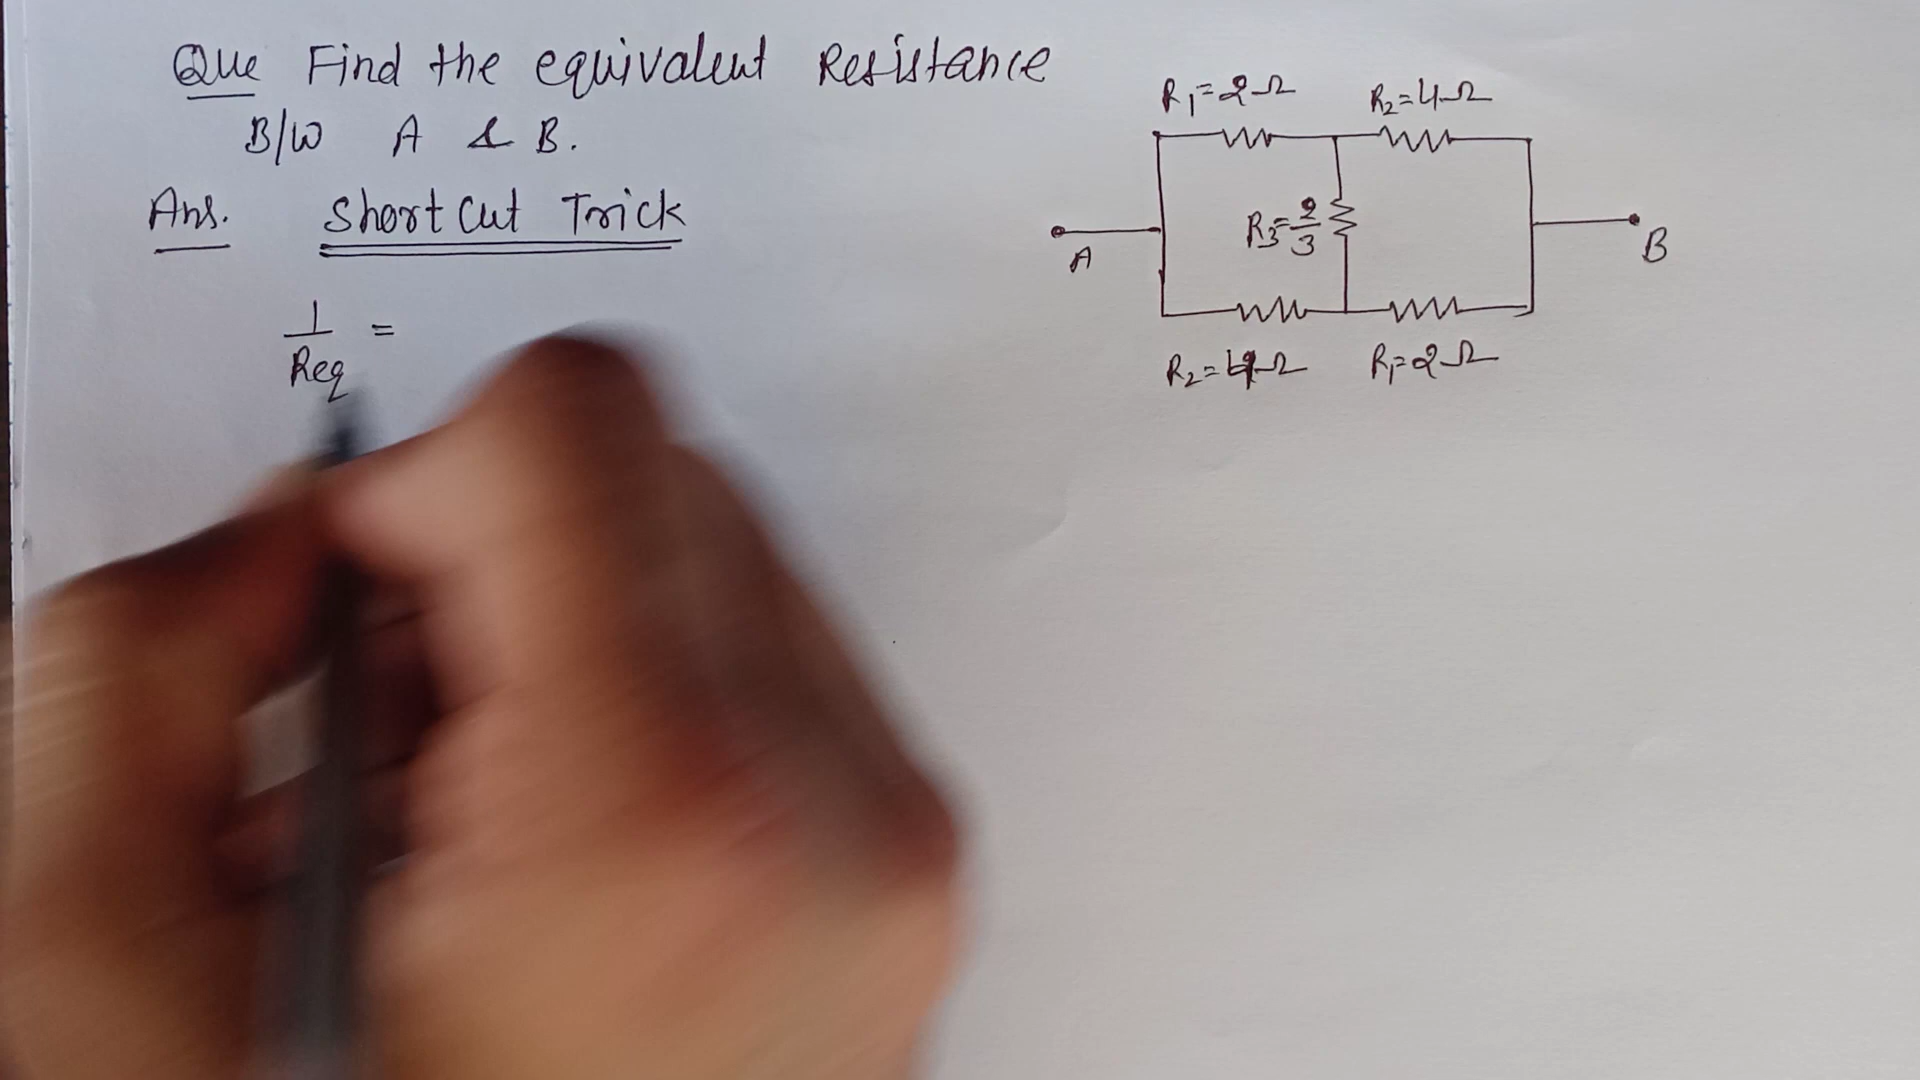 Que Find the equivalent Resistance
B/W A & B.
Ans. Short Cut Trick
1/Req =
R₁=2Ω R₂=4Ω
R₃=2/3
A
B
R₂=4Ω R₁=2Ω